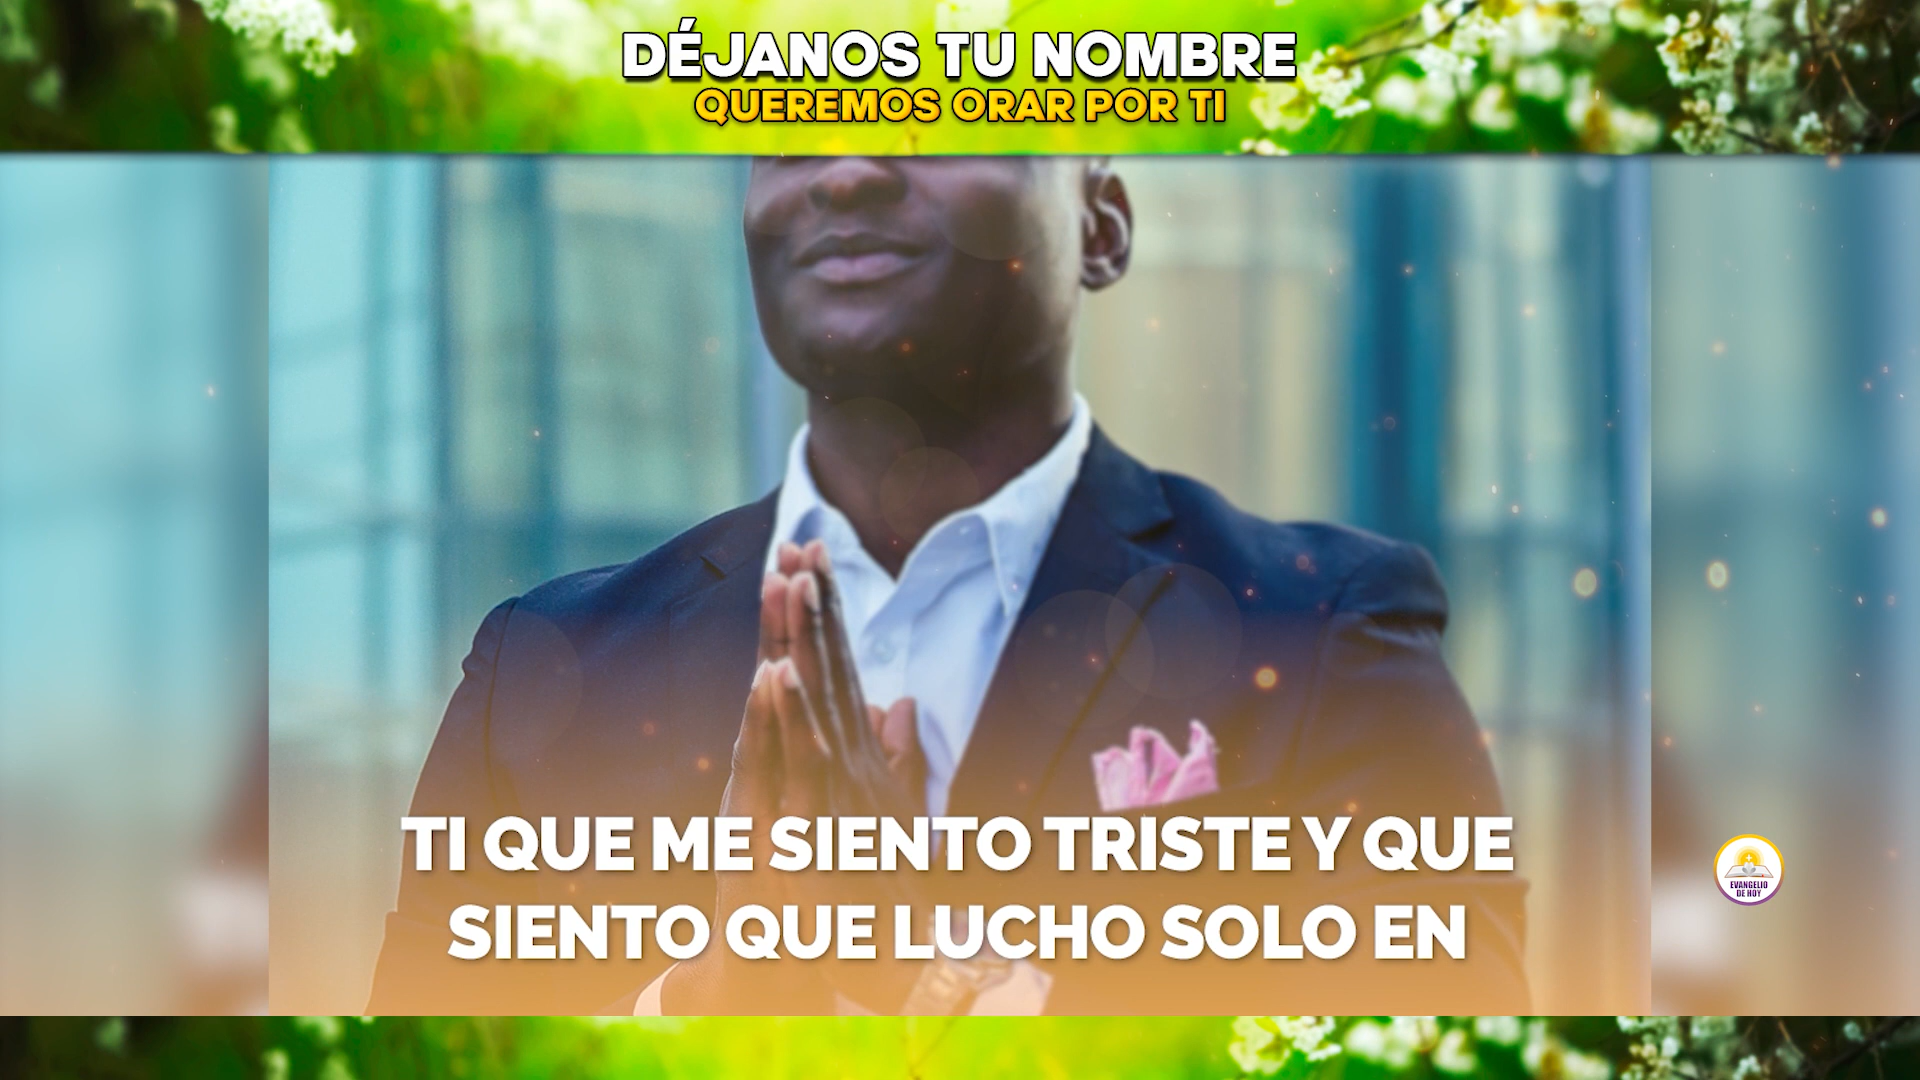 DÉJANOS TU NOMBRE
QUEREMOS ORAR POR TI
TI QUE ME SIENTO TRISTE Y QUE
SIENTO QUE LUCHO SOLO EN
EVANGELIO
DE HOY